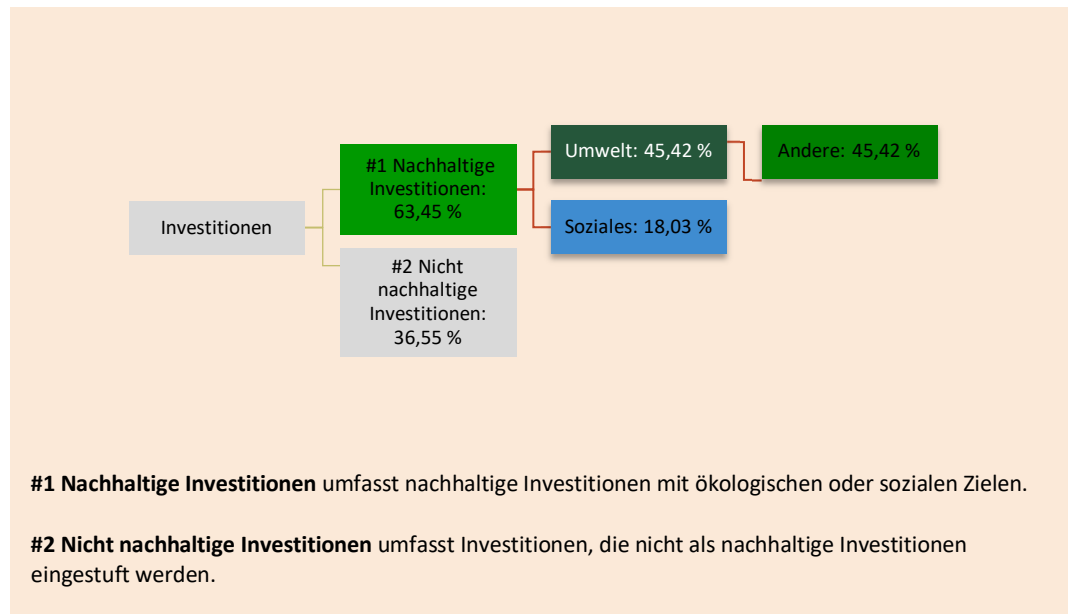 Investitionen
#1 Nachhaltige
Investitionen:
63,45 %
#2 Nicht
nachhaltige
Investitionen:
36,55 %
Umwelt: 45,42 %
Soziales: 18,03 %
Andere: 45,42 %
#1 Nachhaltige Investitionen umfasst nachhaltige Investitionen mit ökologischen oder sozialen Zielen.
#2 Nicht nachhaltige Investitionen umfasst Investitionen, die nicht als nachhaltige Investitionen
eingestuft werden.